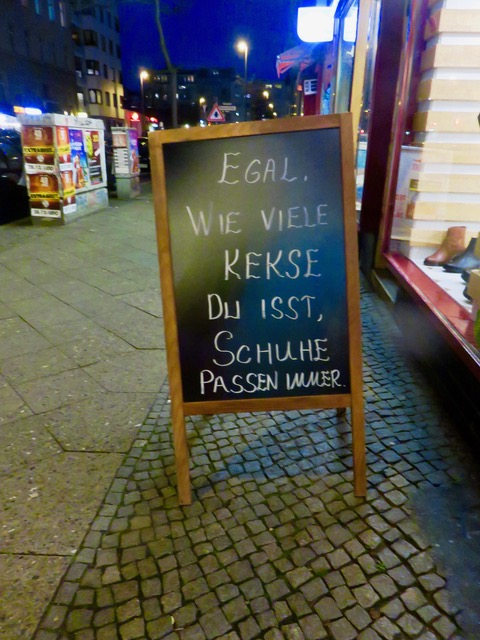 EGAL.
WIE VIELE
KEKSE
DU ISST,
SCHUHE
PASSEN IMMER.